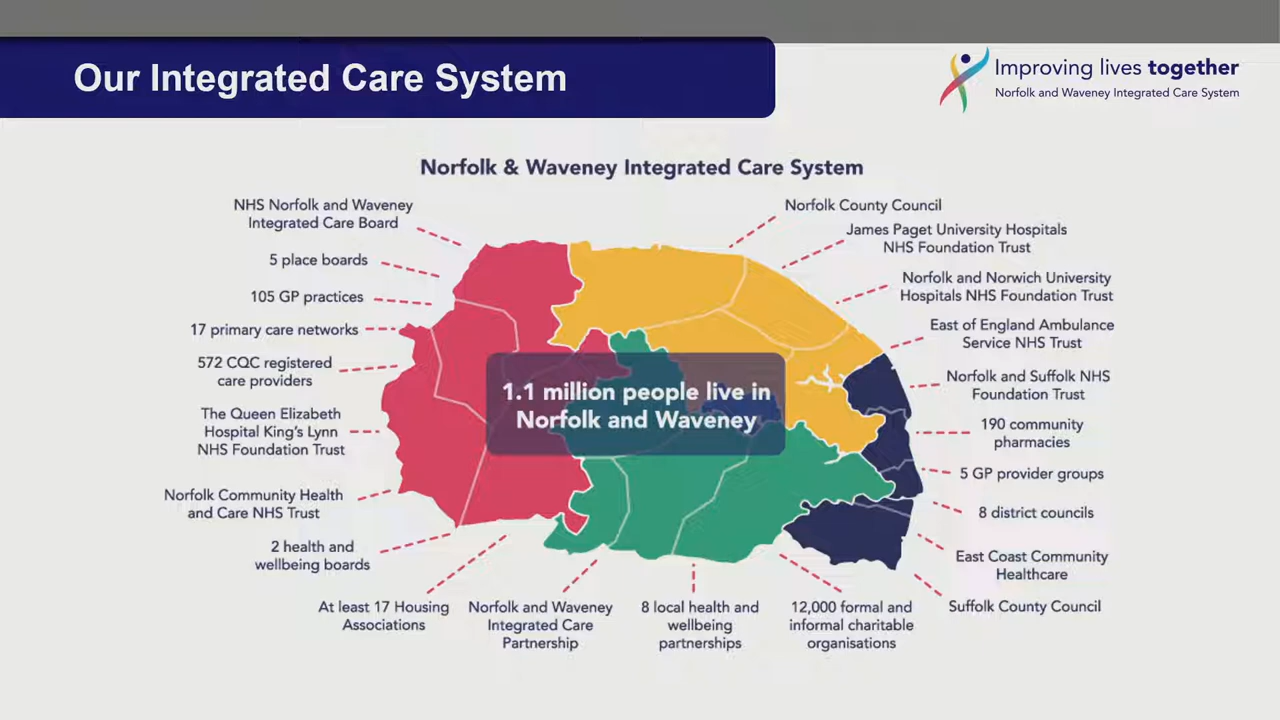 Our Integrated Care System
Improving lives together
Norfolk and Waveney Integrated Care System
Norfolk & Waveney Integrated Care System
NHS Norfolk and Waveney
Integrated Care Board
5 place boards
105 GP practices
17 primary care networks
572 CQC registered
care providers
The Queen Elizabeth
Hospital King's Lynn
NHS Foundation Trust
Norfolk Community Health
and Care NHS Trust
2 health and
wellbeing boards
At least 17 Housing
Associations
Norfolk and Waveney
Integrated Care
Partnership
8 local health and
wellbeing
partnerships
12,000 formal and
informal charitable
organisations
Norfolk County Council
James Paget University Hospitals
NHS Foundation Trust
Norfolk and Norwich University
Hospitals NHS Foundation Trust
East of England Ambulance
Service NHS Trust
Norfolk and Suffolk NHS
Foundation Trust
190 community
pharmacies
5 GP provider groups
8 district councils
East Coast Community
Healthcare
Suffolk County Council
1.1 million people live in
Norfolk and Waveney